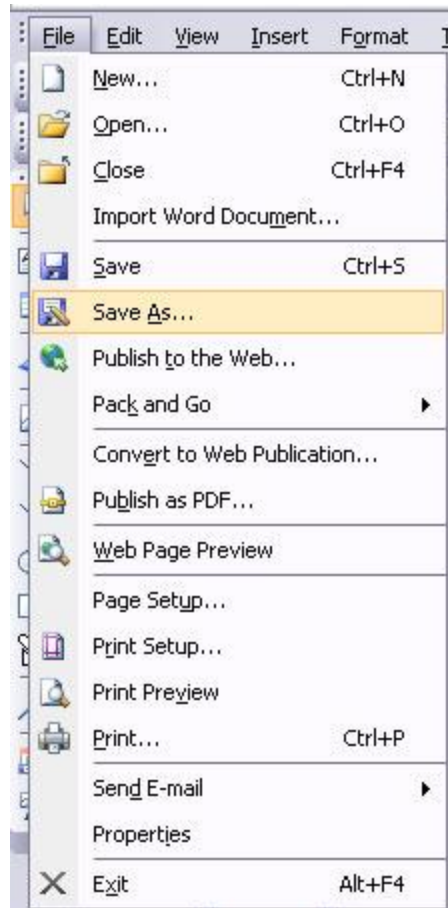 File Edit View Insert Format
New... Ctrl+N
Open... Ctrl+O
Close Ctrl+F4
Import Word Document...
Save Ctrl+S
Save As...
Publish to the Web...
Pack and Go
Convert to Web Publication...
Publish as PDF...
Web Page Preview
Page Setup...
Print Setup...
Print Preview
Print... Ctrl+P
Send E-mail
Properties
Exit Alt+F4